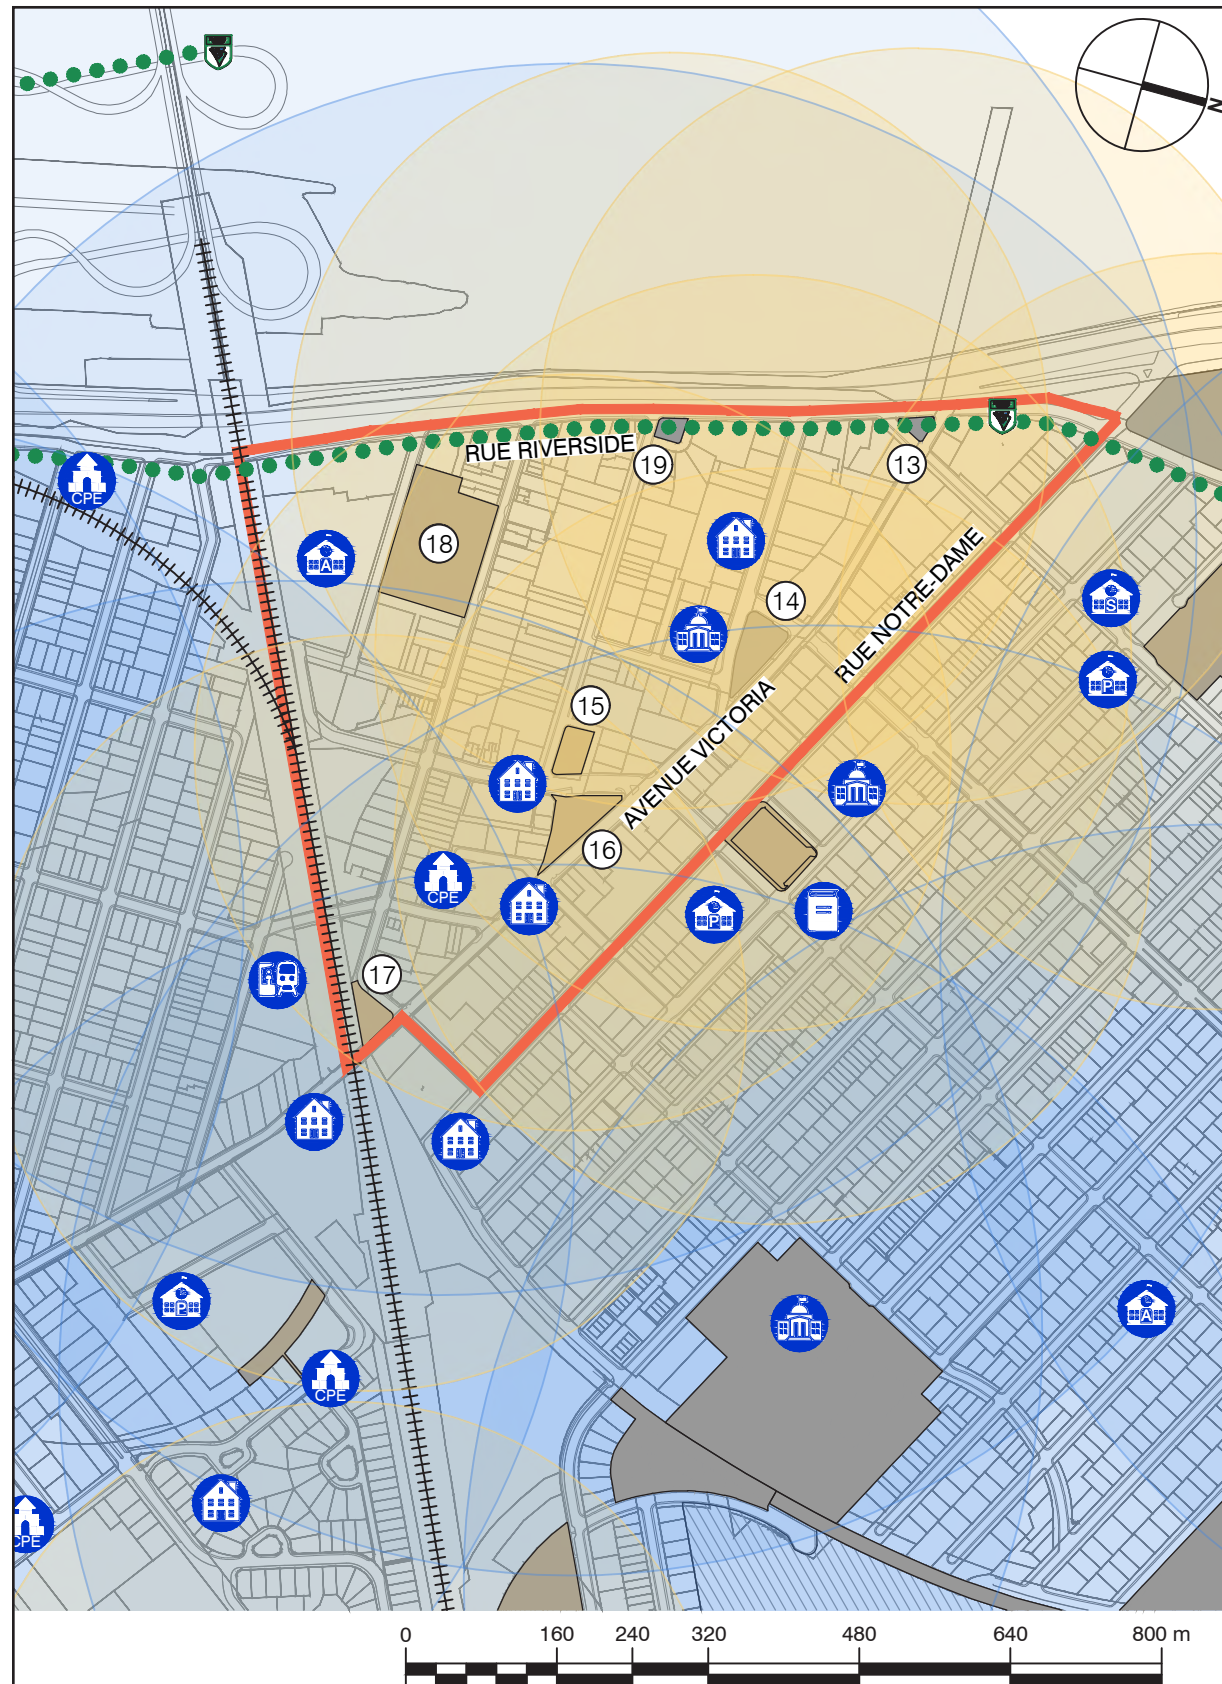 N
RUE RIVERSIDE
19
13
CPE
18
A
14
RUE NOTRE-DAME
S
P
15
AVENUE VICTORIA
16
CPE
P
17
P
A
CPE
CPE
0 160 240 320 480 640 800 m